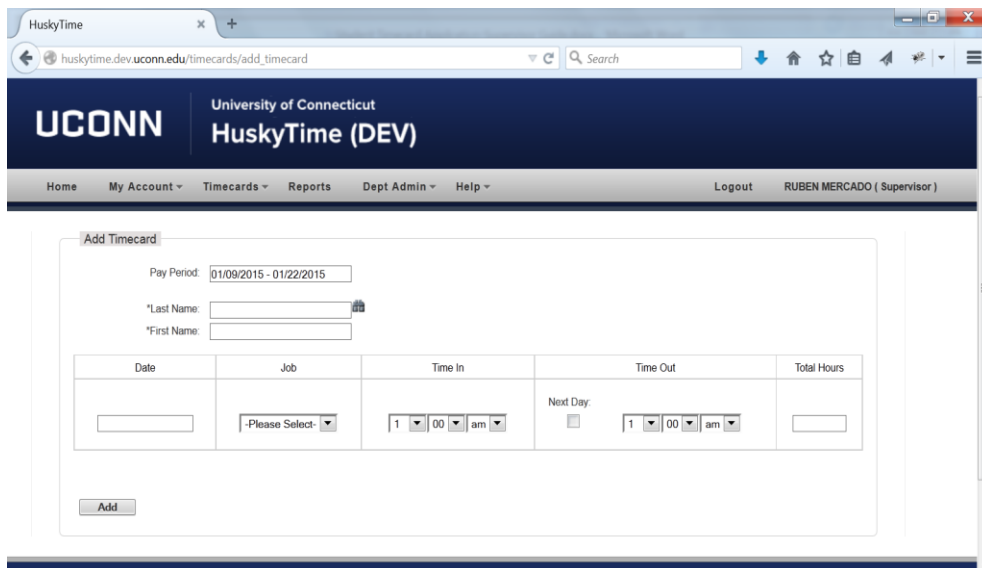 HuskyTime
huskytime.dev.uconn.edu/timecards/add_timecard
Search
UCONN
University of Connecticut
HuskyTime (DEV)
Home My Account Timecards Reports Dept Admin Help Logout RUBEN MERCADO ( Supervisor )
Add Timecard
Pay Period: 01/09/2015 - 01/22/2015
*Last Name:
*First Name:
Date Job Time In Time Out Total Hours
Next Day:
-Please Select- 1 00 am 1 00 am
Add